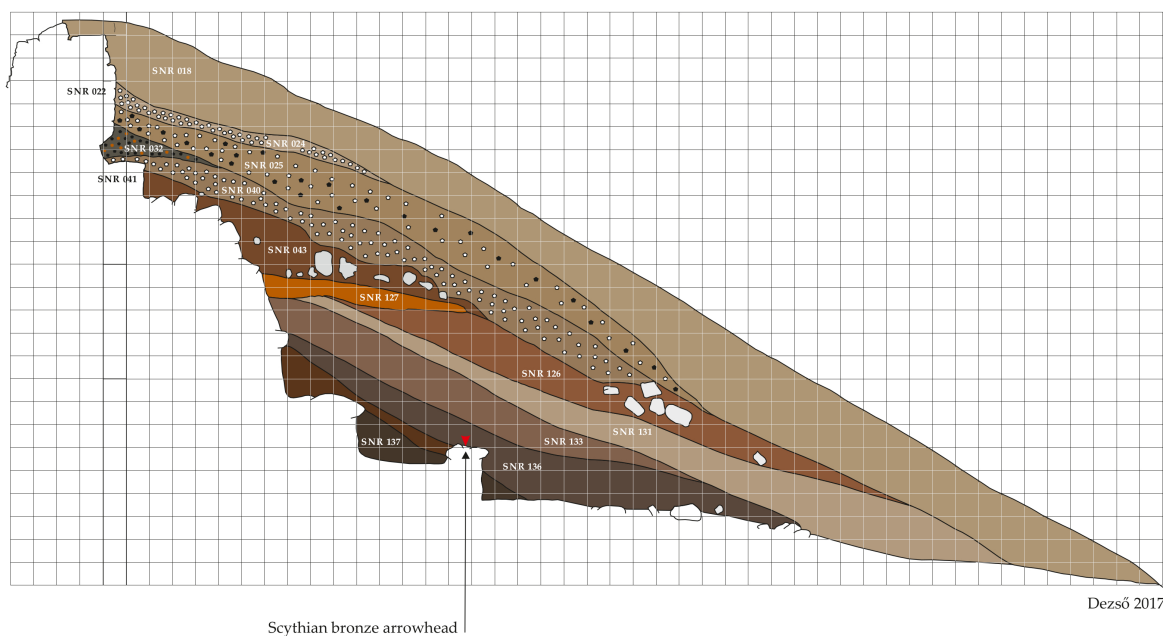 SNR 018
SNR 022
SNR 024
SNR 032
SNR 025
SNR 041
SNR 040
SNR 043
SNR 127
SNR 126
SNR 131
SNR 133
SNR 137
SNR 136
Dezső 2017
Scythian bronze arrowhead